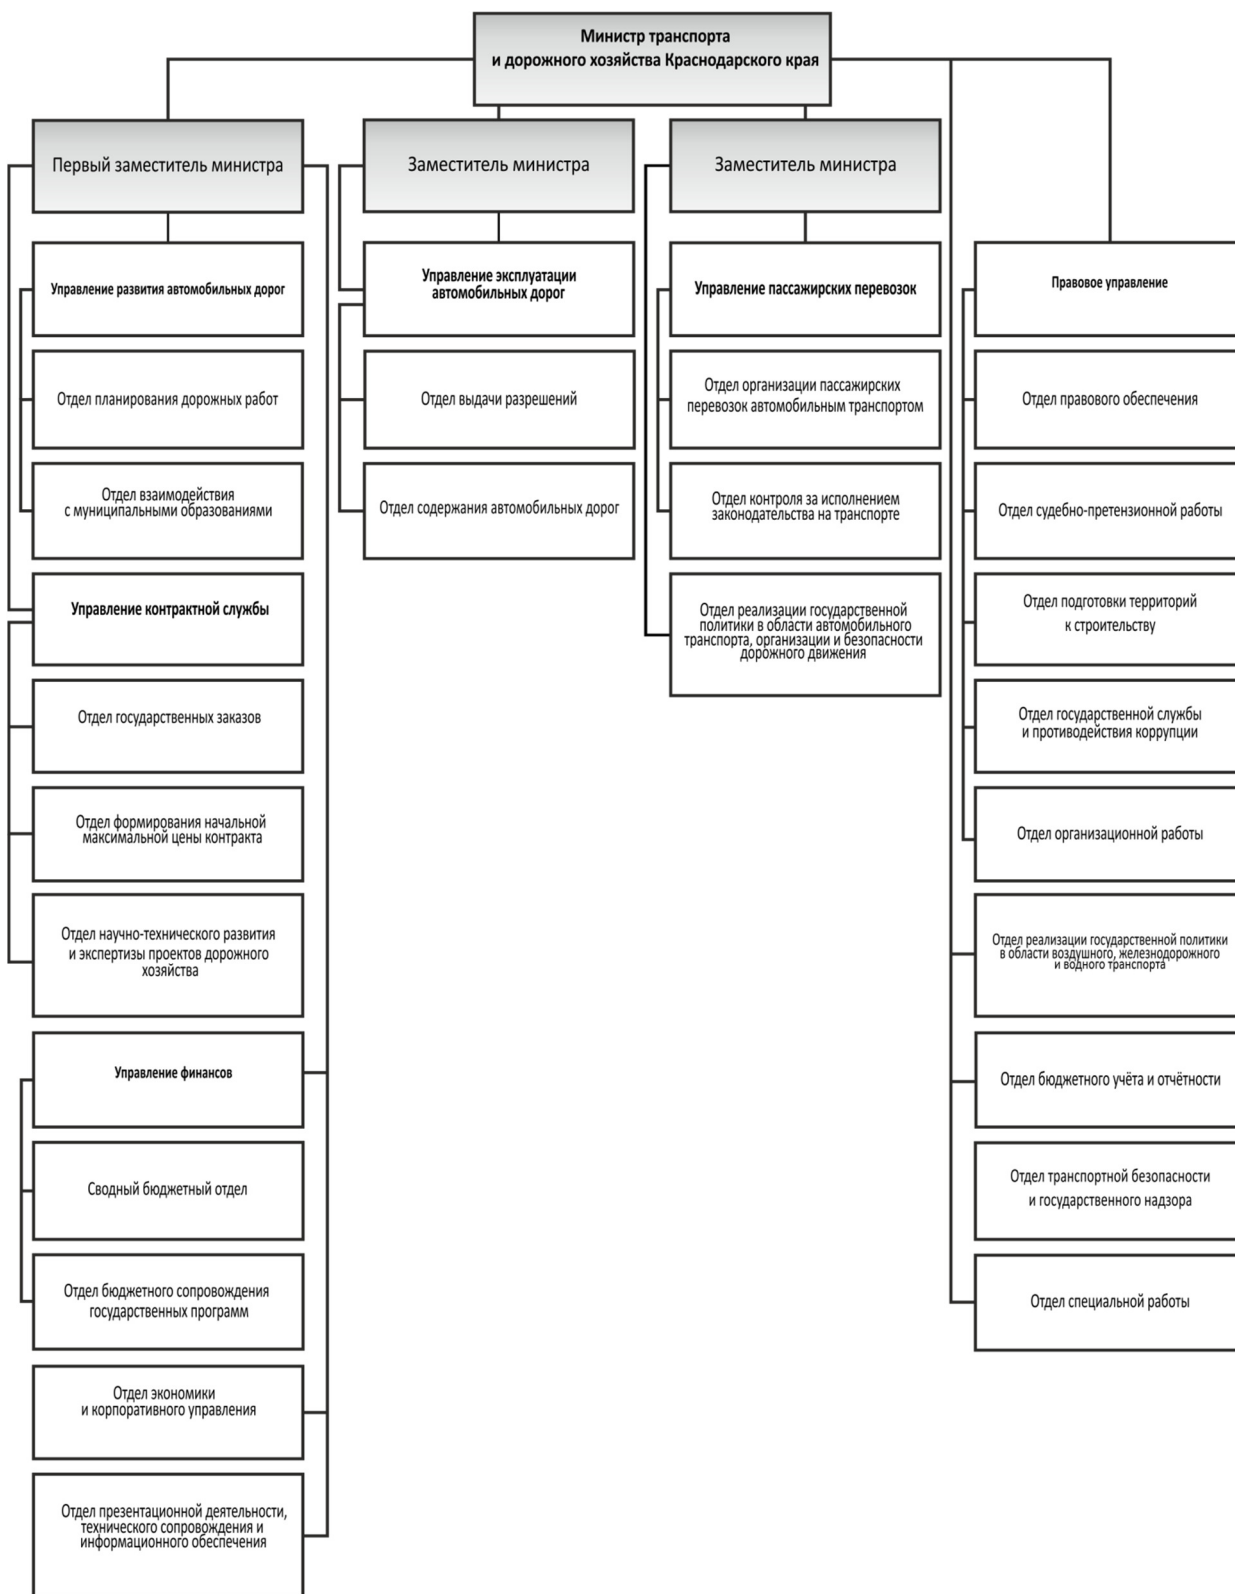 Министр транспорта
и дорожного хозяйства Краснодарского края
Первый заместитель министра
Заместитель министра
Заместитель министра
Управление развития автомобильных дорог
Отдел планирования дорожных работ
Отдел взаимодействия
с муниципальными образованиями
Управление контрактной службы
Отдел государственных заказов
Отдел формирования начальной
максимальной цены контракта
Отдел научно-технического развития
и экспертизы проектов дорожного
хозяйства
Управление финансов
Сводный бюджетный отдел
Отдел бюджетного сопровождения
государственных программ
Отдел экономики
и корпоративного управления
Отдел презентационной деятельности,
технического сопровождения и
информационного обеспечения
Управление эксплуатации
автомобильных дорог
Отдел выдачи разрешений
Отдел содержания автомобильных дорог
Управление пассажирских перевозок
Отдел организации пассажирских
перевозок автомобильным транспортом
Отдел контроля за исполнением
законодательства на транспорте
Отдел реализации государственной
политики в области автомобильного
транспорта, организации и безопасности
дорожного движения
Правовое управление
Отдел правового обеспечения
Отдел судебно-претензионной работы
Отдел подготовки территорий
к строительству
Отдел государственной службы
и противодействия коррупции
Отдел организационной работы
Отдел реализации государственной политики
в области воздушного, железнодорожного
и водного транспорта
Отдел бюджетного учёта и отчётности
Отдел транспортной безопасности
и государственного надзора
Отдел специальной работы